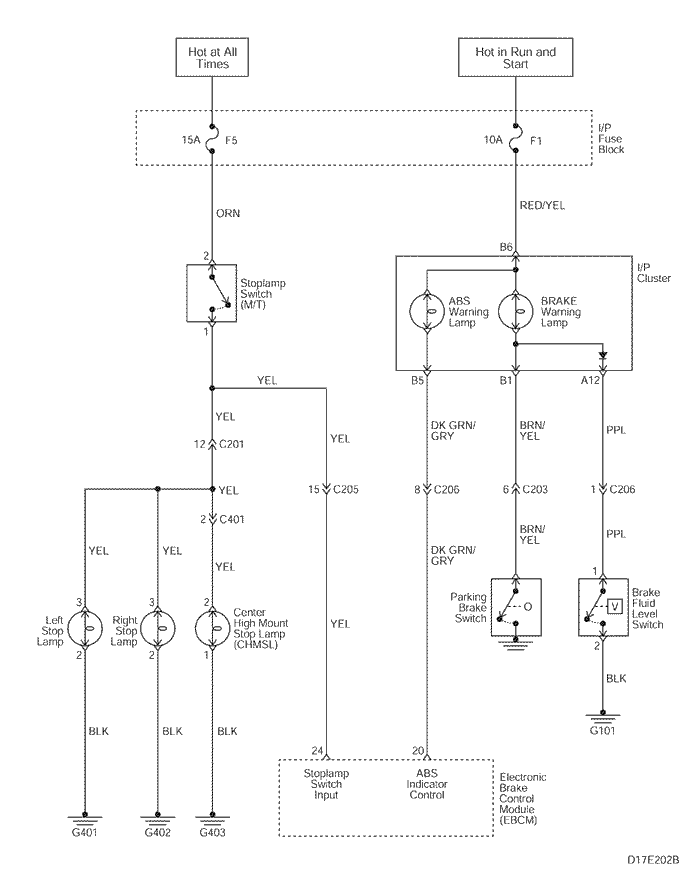 Hot at All
Times
Hot in Run and
Start
15A
F5
10A
F1
I/P
Fuse
Block
ORN
RED/YEL
2
B6
Stoplamp
Switch
(M/T)
1
ABS
Warning
Lamp
BRAKE
Warning
Lamp
I/P
Cluster
B5
B1
A12
YEL
YEL
YEL
DK GRN/
GRY
BRN/
YEL
PPL
12
C201
YEL
15
C205
8
C206
6
C203
1
C206
2
C401
YEL
YEL
YEL
DK GRN/
GRY
BRN/
YEL
PPL
3
3
2
1
Left
Stop
Lamp
Right
Stop
Lamp
Center
High Mount
Stop Lamp
(CHMSL)
YEL
Parking
Brake
Switch
O
V
Brake
Fluid
Level
Switch
2
2
1
2
BLK
BLK
BLK
BLK
G101
24
20
Stoplamp
Switch
Input
ABS
Indicator
Control
Electronic
Brake
Control
Module
(EBCM)
G401
G402
G403
D17E202B